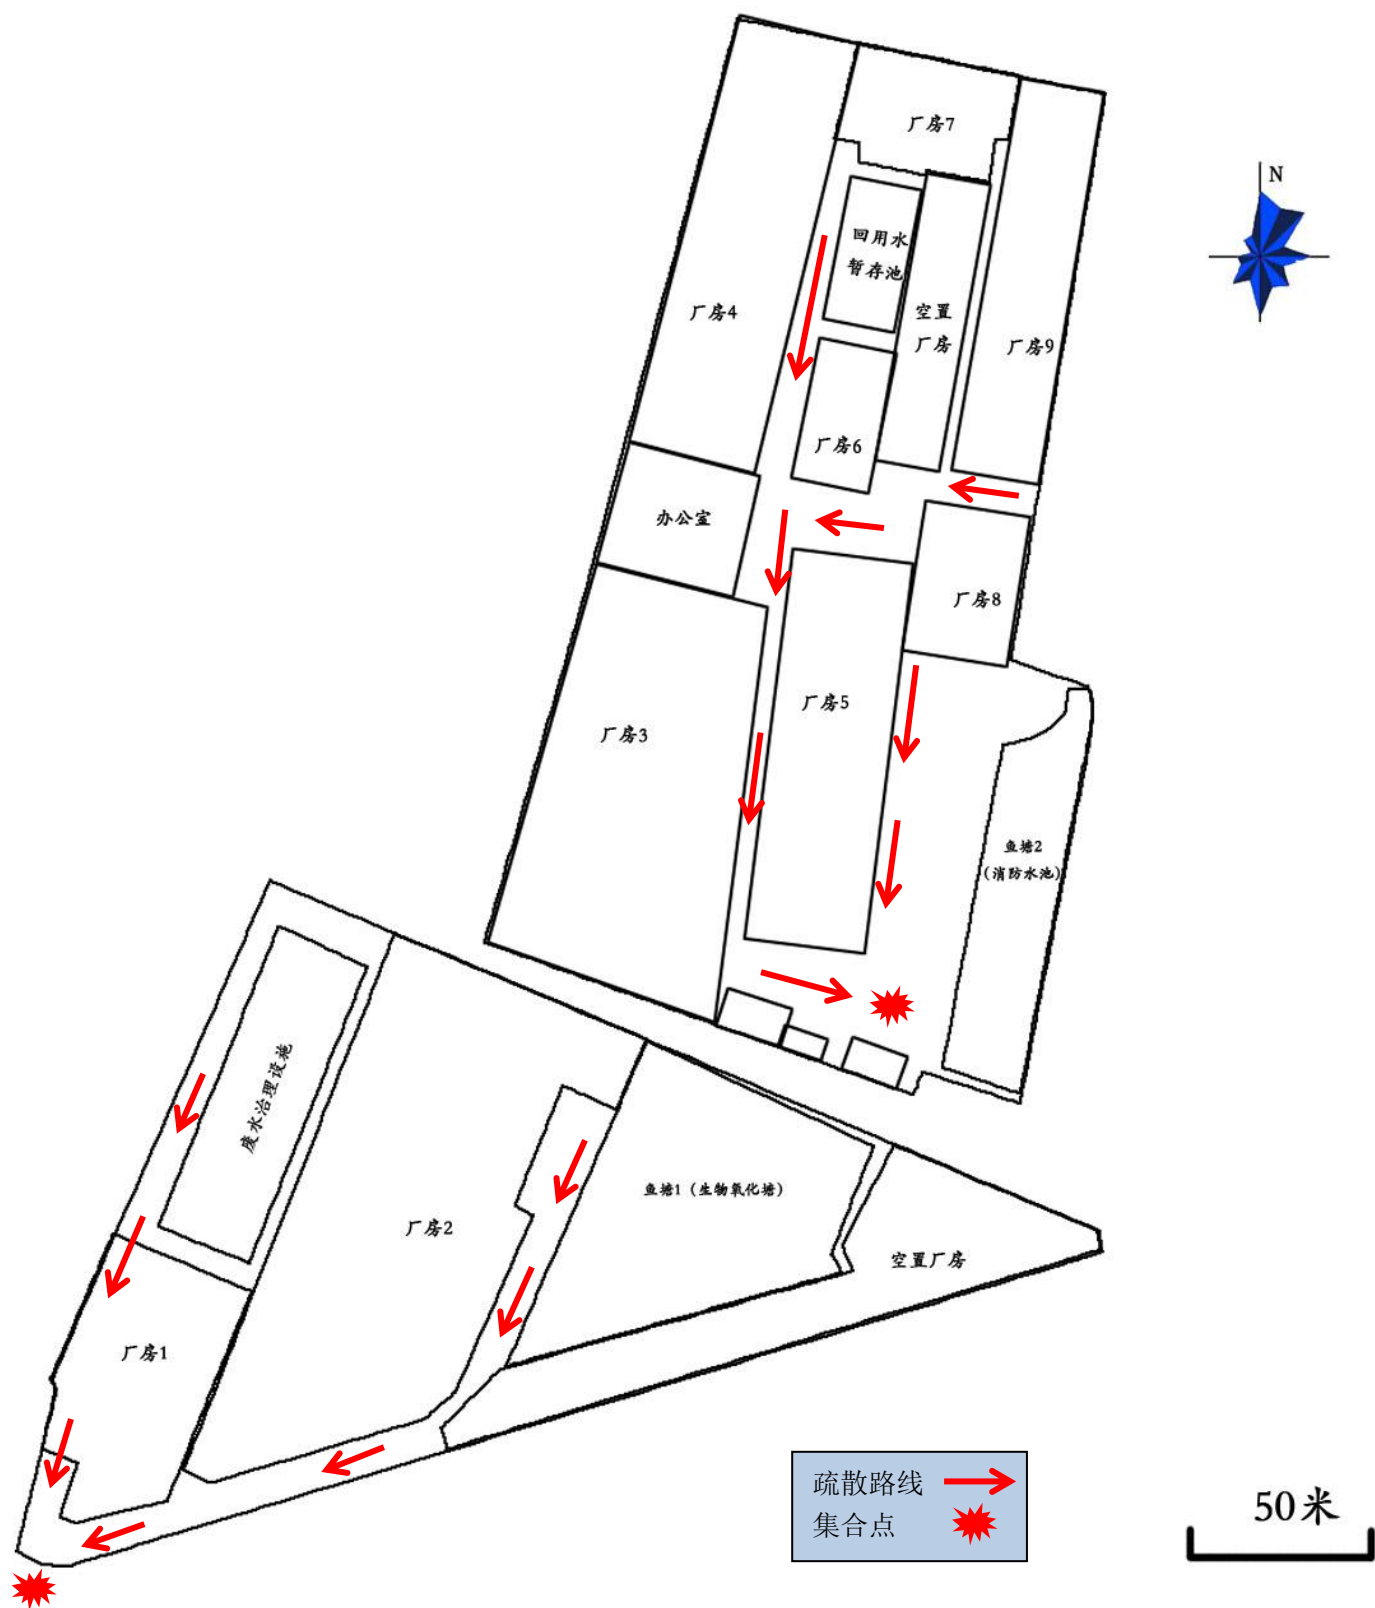 厂房7
N
回用水
暂存池
厂房4
空置
厂房
厂房9
厂房6
办公室
厂房8
厂房5
厂房3
鱼塘2
（消防水池）
废水治理设施
鱼塘1（生物氧化塘）
厂房2
空置厂房
厂房1
疏散路线
集合点
50米